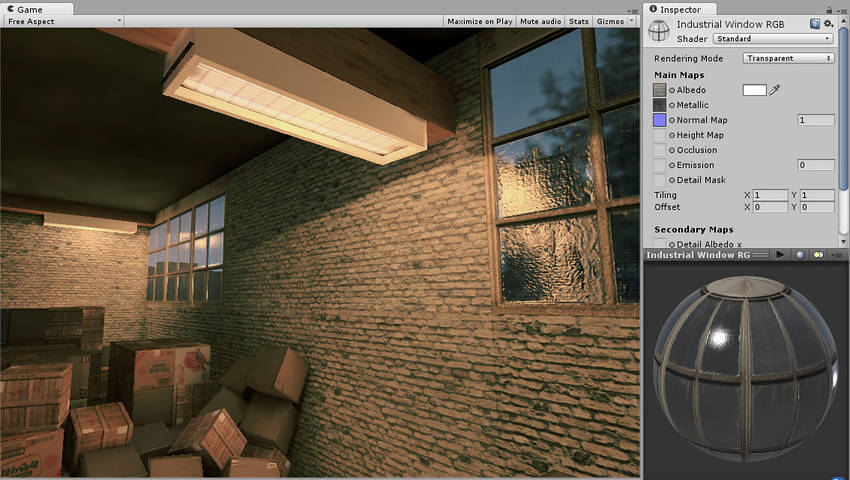 Game
Free Aspect
Maximize on Play
Mute audio
Stats
Gizmos
Inspector
Industrial Window RGB
Shader
Standard
Rendering Mode
Transparent
Main Maps
Albedo
Metallic
Normal Map
1
Height Map
Occlusion
Emission
0
Detail Mask
Tiling
X 1
Y 1
Offset
X 0
Y 0
Secondary Maps
Detail Albedo x
Industrial Window RG